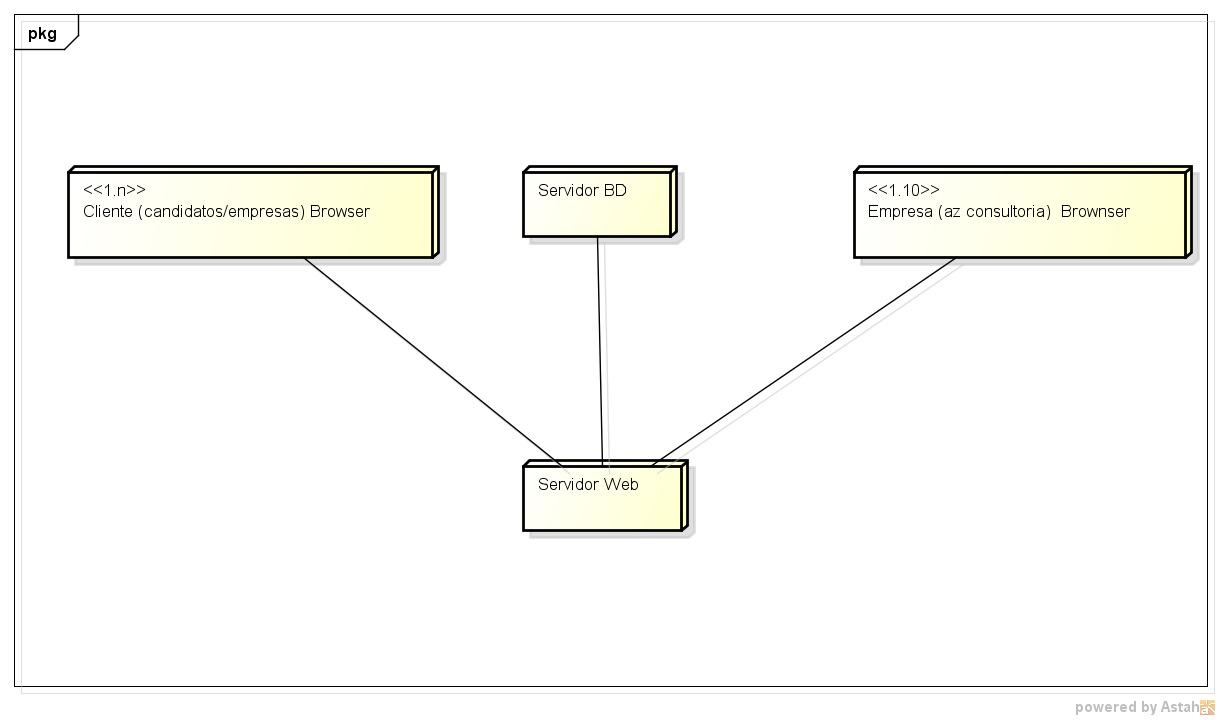 pkg
<<1.n>>
Cliente (candidatos/empresas) Browser
Servidor BD
<<1.10>>
Empresa (az consultoria)  Brownser
Servidor Web
powered by Astah